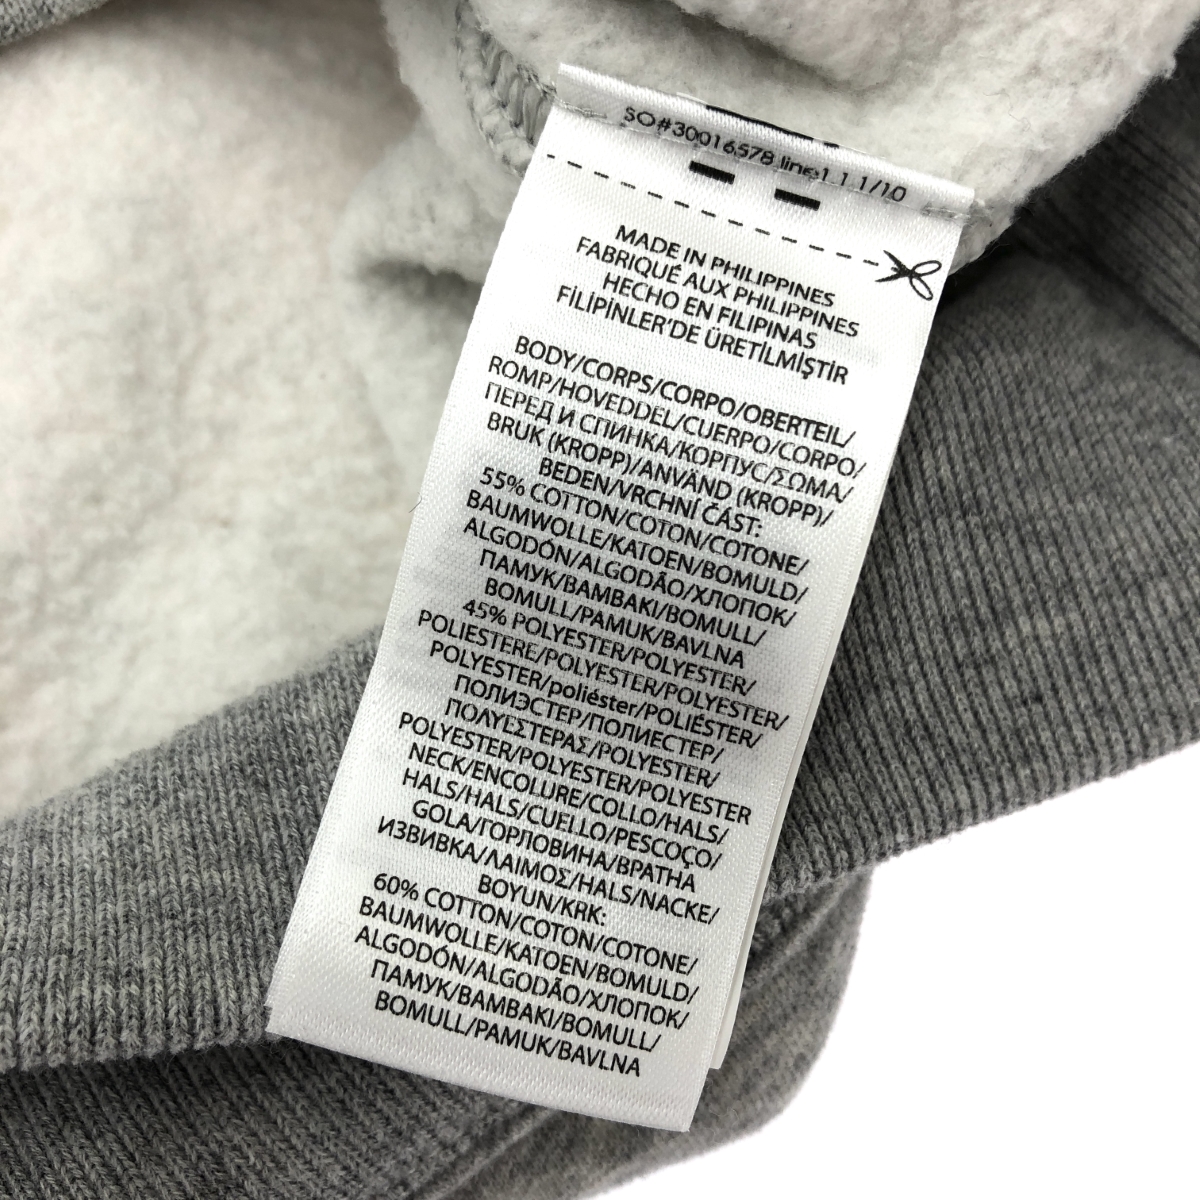 SO#30016578 line1 1 1/10
MADE IN PHILIPPINES
FABRIQUÉ AUX PHILIPPINES
HECHO EN FILIPINAS
FİLİPİNLER'DE ÜRETİLMİŞTİR
BODY/CORPS/CORPO/OBERTEIL/
ROMP/HOVEDDEL/CUERPO/CORPO/
ПЕРЕД И СПИНКА/КОРПУС/ΣΩΜΑ/
BRUK (KROPP)/ANVÄND (KROPP)/
BEDEN/VRCHNÍ ČÁST:
55% COTTON/COTON/COTONE/
BAUMWOLLE/KATOEN/BOMULD/
ALGODÓN/ALGODÃO/ХЛОПОК/
ПАМУК/ΒΑΜΒΑΚΙ/BOMULL/
BOMULL/PAMUK/BAVLNA
45% POLYESTER/POLYESTER/
POLIESTERE/POLYESTER/POLYESTER/
POLYESTER/poliéster/POLIÉSTER/
ПОЛИЭСТЕР/ПОЛИЕСТЕР/
ΠΟΛΥΕΣΤΕΡΑΣ/POLYESTER/
POLYESTER/POLYESTER/POLYESTER
NECK/ENCOLURE/COLLO/HALS/
HALS/HALS/CUELLO/PESCOÇO/
GOLA/ГОРЛОВИНА/ВРАТНА
ИЗВИВКА/ΛΑΙΜΟΣ/HALS/NACKE/
BOYUN/KRK:
60% COTTON/COTON/COTONE/
BAUMWOLLE/KATOEN/BOMULD/
ALGODÓN/ALGODÃO/ХЛОПОК/
ПАМУК/ΒΑΜΒΑΚΙ/BOMULL/
BOMULL/PAMUK/BAVLNA